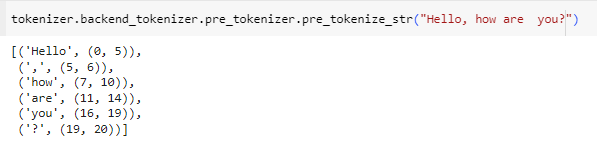 tokenizer.backend_tokenizer.pre_tokenizer.pre_tokenize_str("Hello, how are  you?")
[('Hello', (0, 5)),
 (',', (5, 6)),
 ('how', (7, 10)),
 ('are', (11, 14)),
 ('you', (16, 19)),
 ('?', (19, 20))]